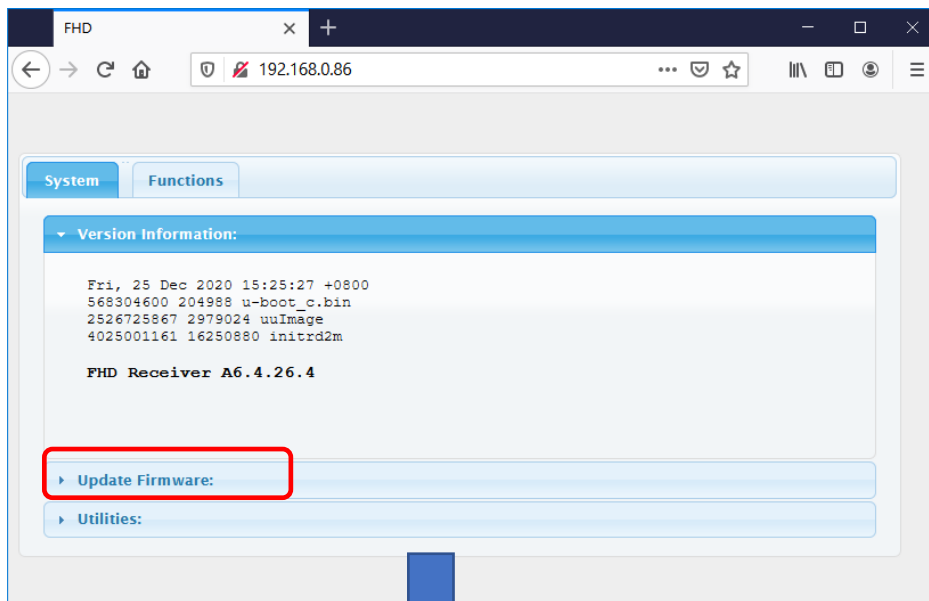 FHD
192.168.0.86
System Functions
Version Information:
Fri, 25 Dec 2020 15:25:27 +0800
568304600 204988 u-boot_c.bin
2526725867 2979024 uuImage
4025001161 16250880 initrd2m
FHD Receiver A6.4.26.4
Update Firmware:
Utilities: